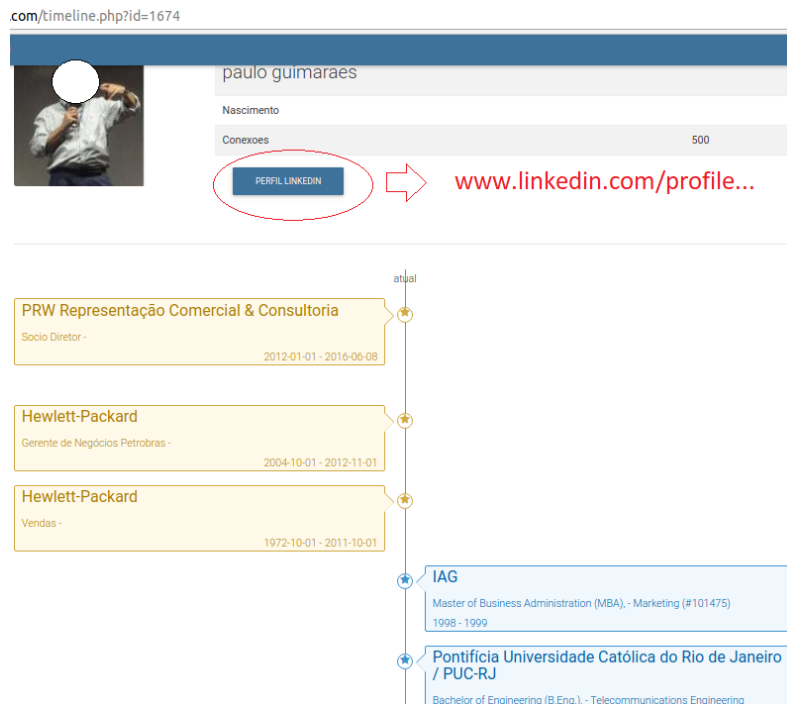 .com/timeline.php?id=1674
paulo guimaraes
Nascimento
Conexoes 500
PERFIL LINKEDIN
www.linkedin.com/profile...
atual
PRW Representação Comercial & Consultoria
Socio Diretor -
2012-01-01 - 2016-06-08
Hewlett-Packard
Gerente de Negócios Petrobras -
2004-10-01 - 2012-11-01
Hewlett-Packard
Vendas -
1972-10-01 - 2011-10-01
IAG
Master of Business Administration (MBA), - Marketing (#101475)
1998 - 1999
Pontifícia Universidade Católica do Rio de Janeiro
/ PUC-RJ
Bachelor of Engineering (B.Eng.), - Telecommunications Engineering